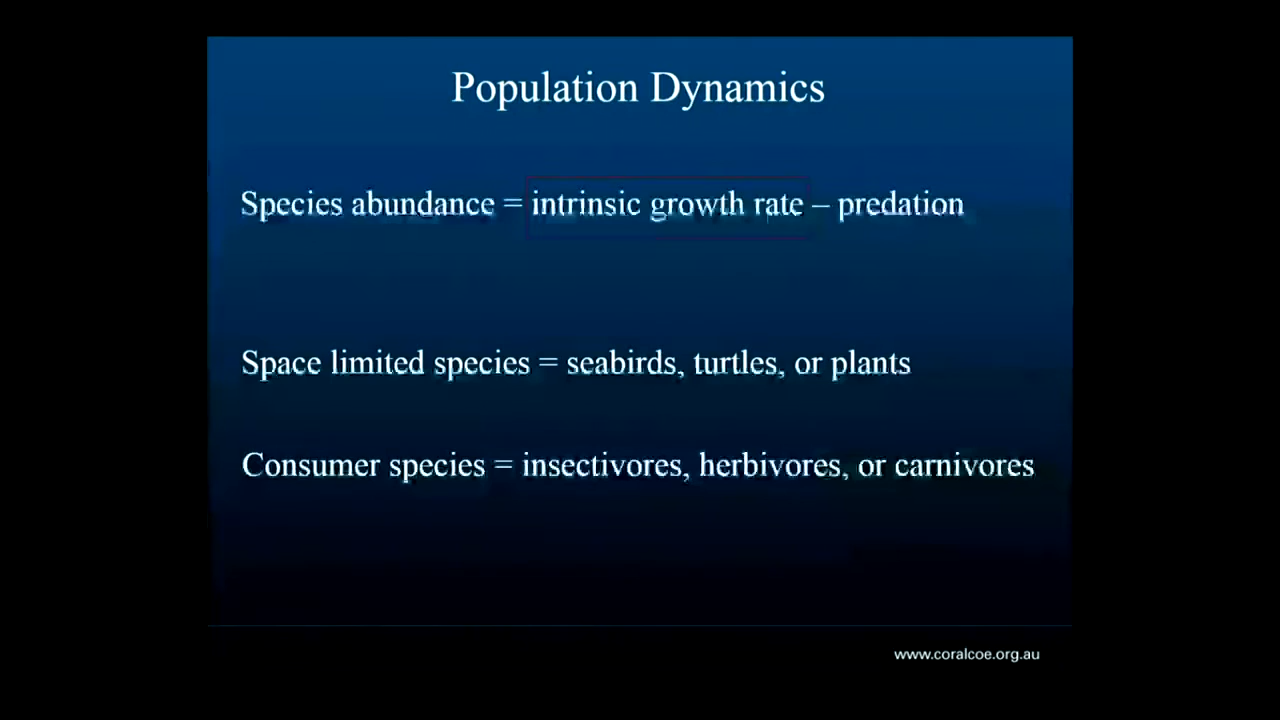 Population Dynamics
Species abundance = intrinsic growth rate – predation
Space limited species = seabirds, turtles, or plants
Consumer species = insectivores, herbivores, or carnivores
www.coralcoe.org.au